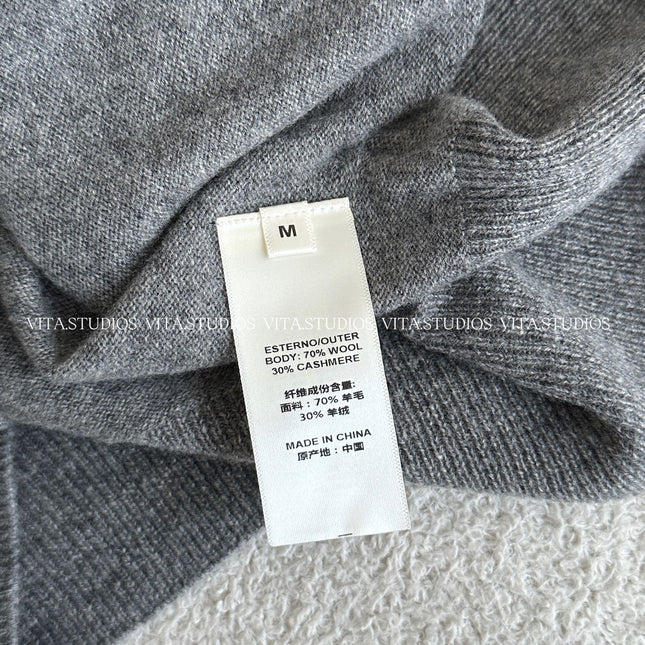 M
VITA.STUDIOS VITA.STUDIOS VITA.STUDIOS VITA.STUDIOS VITA.STUDIOS
ESTERNO/OUTER
BODY: 70% WOOL
30% CASHMERE
纤维成份含量:
面料：70% 羊毛
30% 羊绒
MADE IN CHINA
原产地：中国